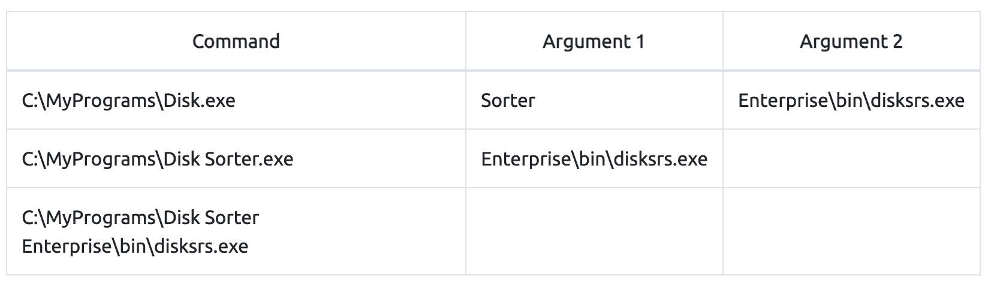 Command Argument 1 Argument 2
C:\MyPrograms\Disk.exe Sorter Enterprise\bin\disksrs.exe
C:\MyPrograms\Disk Sorter.exe Enterprise\bin\disksrs.exe
C:\MyPrograms\Disk Sorter
Enterprise\bin\disksrs.exe